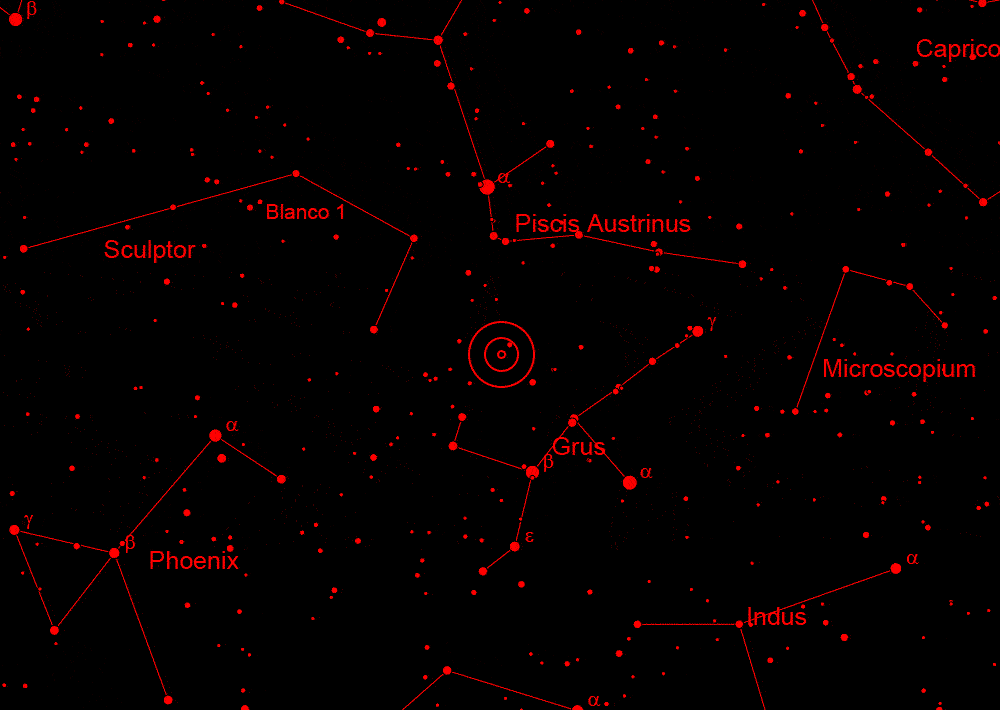 β
Caprico
α
Blanco 1
Piscis Austrinus
Sculptor
γ
Microscopium
α
Grus
β
α
γ
ε
β
Phoenix
α
Indus
α